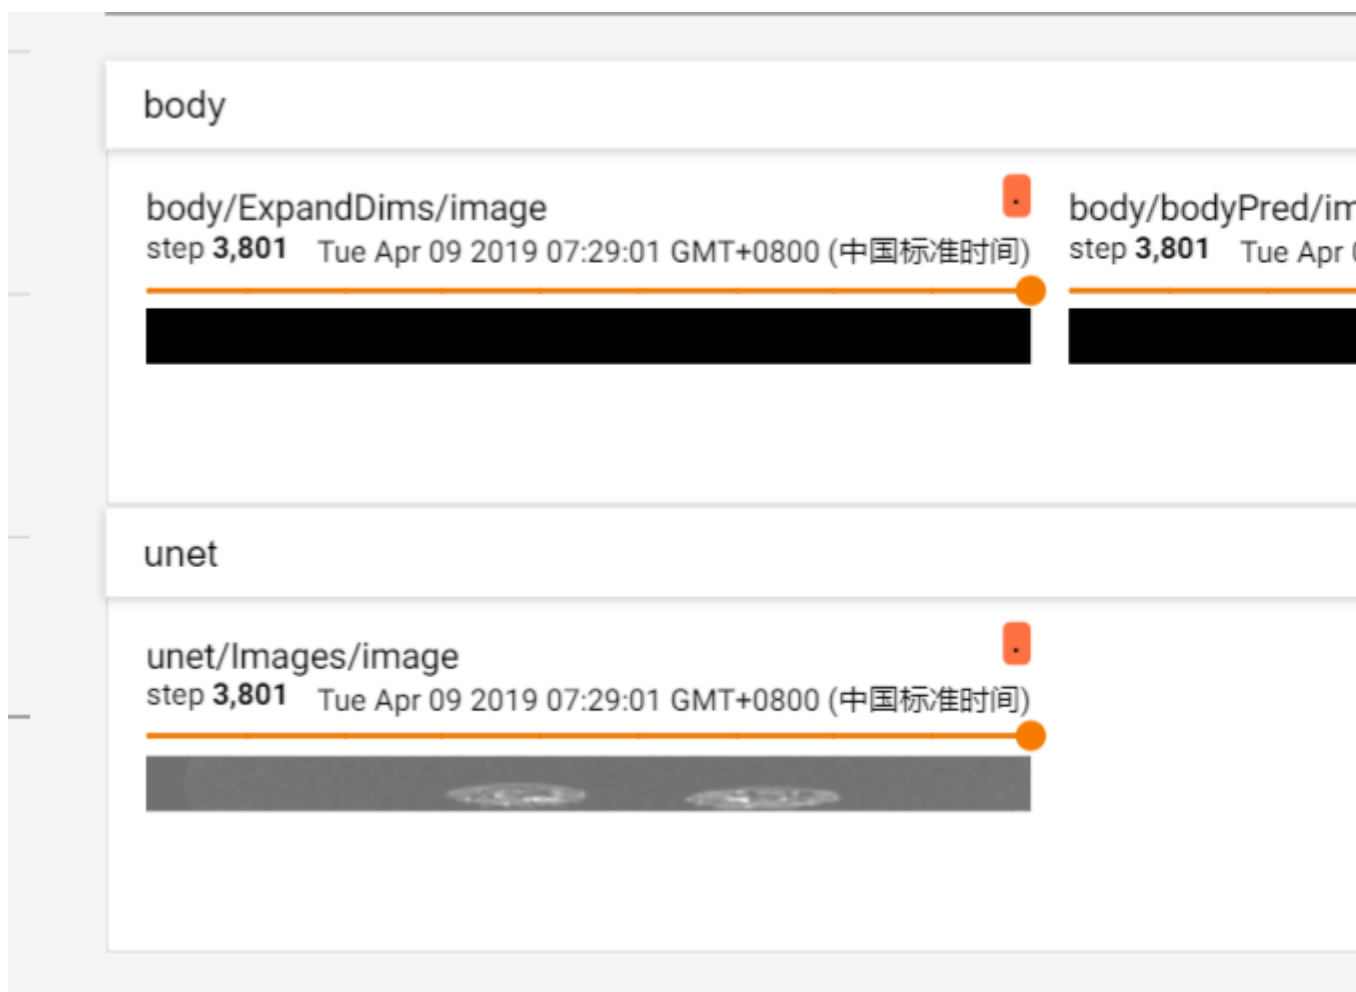 body
body/ExpandDims/image
.
step 3,801 Tue Apr 09 2019 07:29:01 GMT+0800 (中国标准时间)
body/bodyPred/im
step 3,801 Tue Apr
unet
unet/Images/image
.
step 3,801 Tue Apr 09 2019 07:29:01 GMT+0800 (中国标准时间)